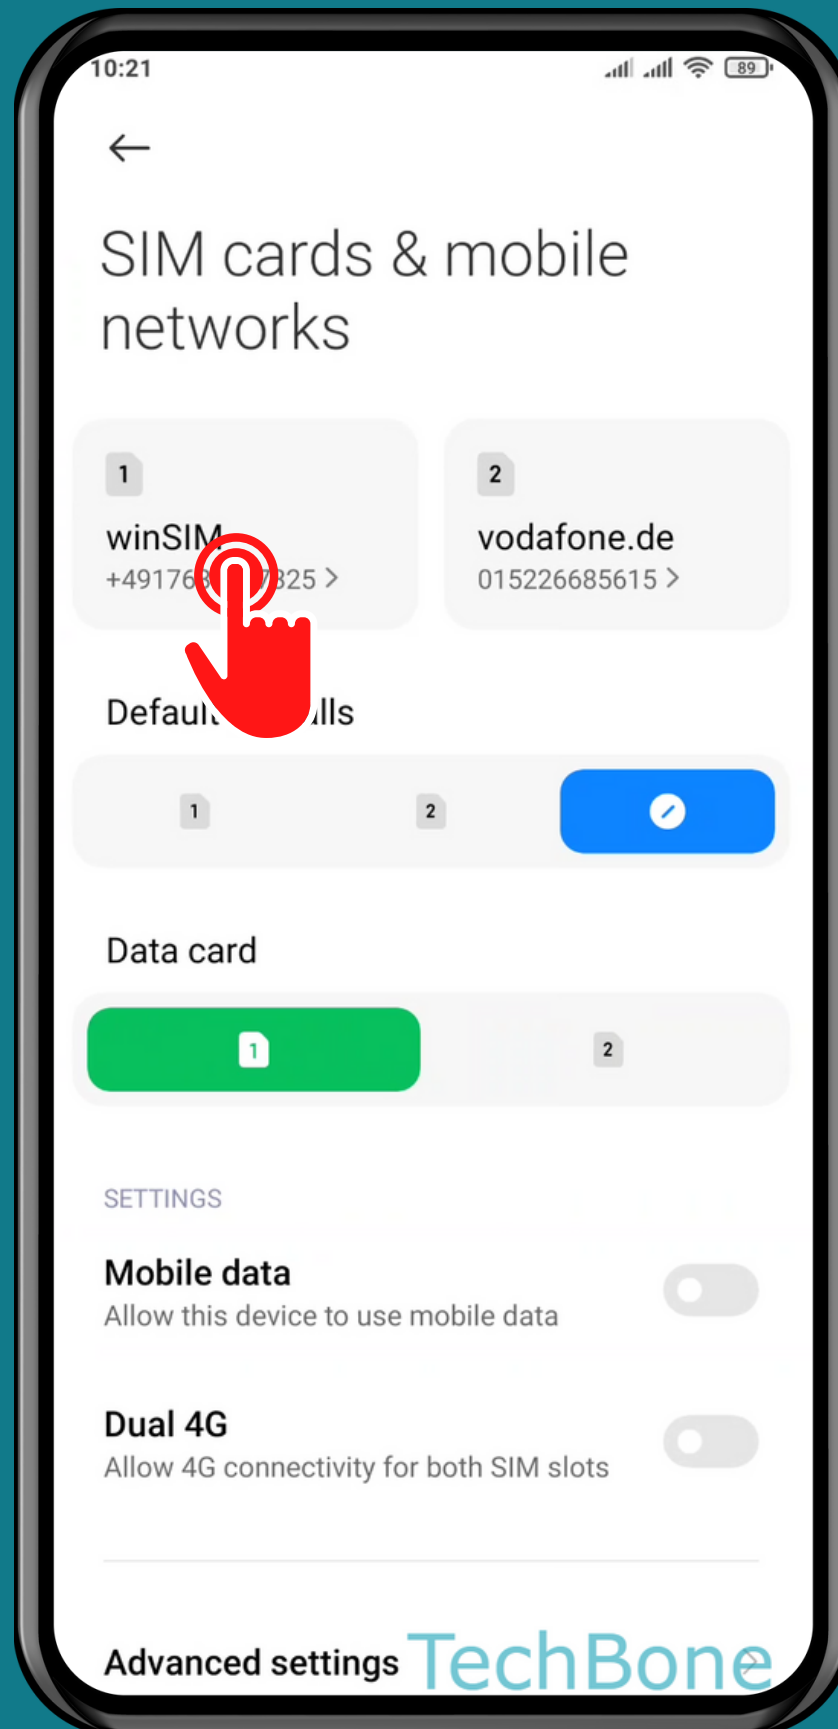 10:21
89
SIM cards & mobile
networks
1
winSIM
2
vodafone.de
015226685615 >
Default
1
2
Data card
1
2
SETTINGS
Mobile data
Allow this device to use mobile data
Dual 4G
Allow 4G connectivity for both SIM slots
Advanced settings
TechBone